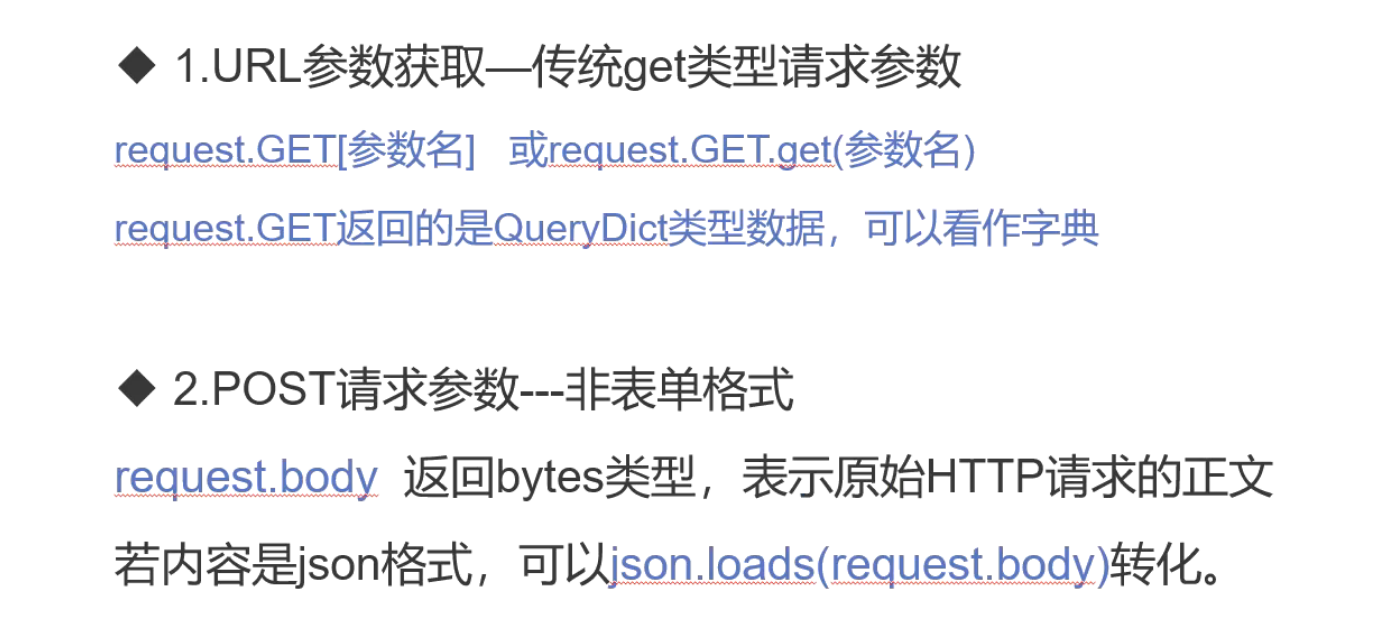 ◆ 1.URL参数获取—传统get类型请求参数
request.GET[参数名] 或request.GET.get(参数名)
request.GET返回的是QueryDict类型数据，可以看作字典
◆ 2.POST请求参数---非表单格式
request.body 返回bytes类型，表示原始HTTP请求的正文
若内容是json格式，可以json.loads(request.body)转化。